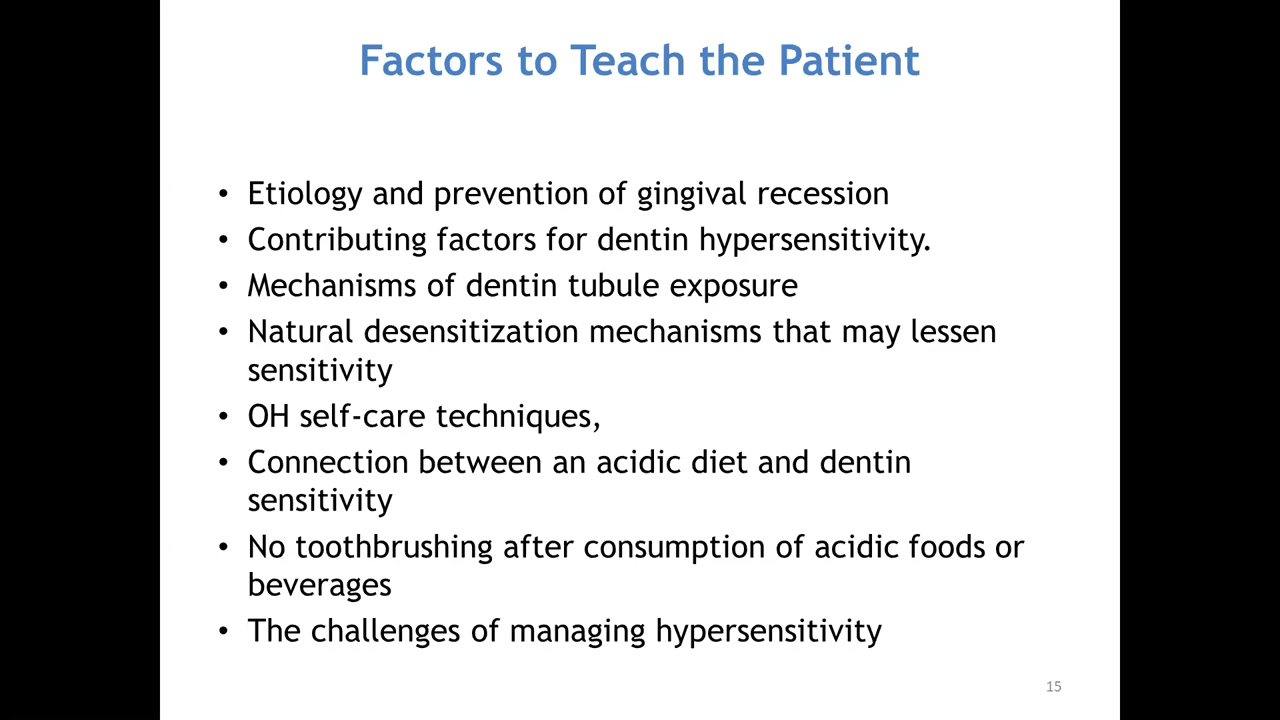 Factors to Teach the Patient
• Etiology and prevention of gingival recession
• Contributing factors for dentin hypersensitivity.
• Mechanisms of dentin tubule exposure
• Natural desensitization mechanisms that may lessen
sensitivity
• OH self-care techniques,
• Connection between an acidic diet and dentin
sensitivity
• No toothbrushing after consumption of acidic foods or
beverages
• The challenges of managing hypersensitivity
15